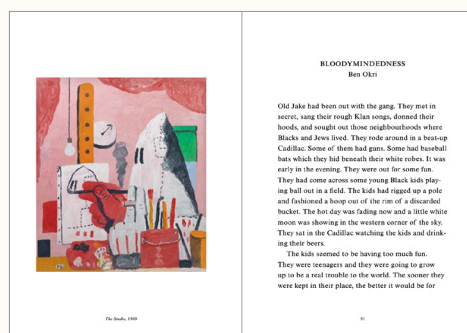 BLOODYMINDEDNESS
Ben Okri
Old Jake had been out with the gang. They met in
secret, sang their rough Klan songs, donned their
hoods, and sought out those neighbourhoods where
Blacks and Jews lived. They rode around in a beat-up
Cadillac. Some of them had guns. Some had baseball
bats which they hid beneath their white robes. It was
early in the evening. They were out for some fun.
They had come across some young Black kids play-
ing ball out in a field. The kids had rigged up a pole
and fashioned a hoop out of the rim of a discarded
bucket. The hot day was fading now and a little white
moon was showing in the western corner of the sky.
They sat in the Cadillac watching the kids and drink-
ing their beers.
The kids seemed to be having too much fun.
They were teenagers and they were going to grow
up to be a real trouble to the world. The sooner they
were kept in their place, the better it would be for
The Studio, 1969